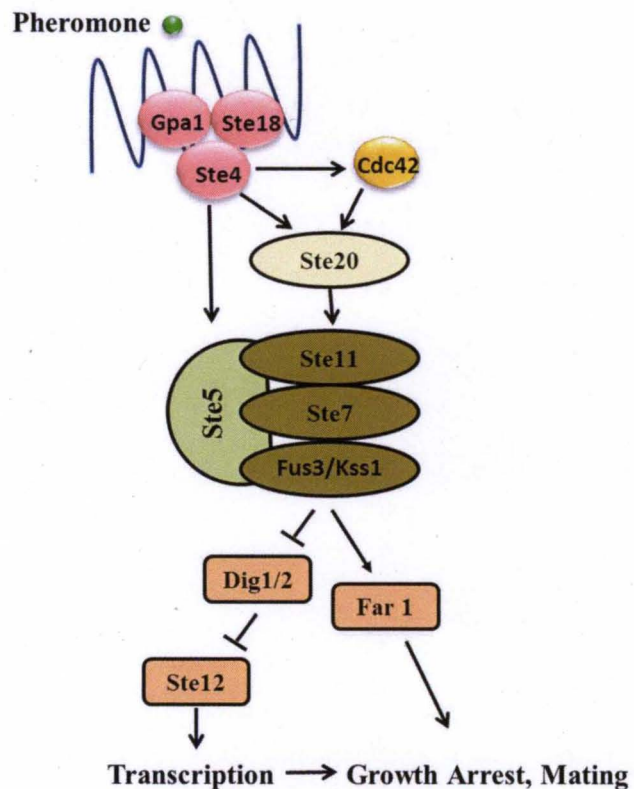 Pheromone
Gpa1
Ste18
Ste4
Cdc42
Ste20
Ste5
Ste11
Ste7
Fus3/Kss1
Dig1/2
Far 1
Ste12
Transcription
Growth Arrest, Mating